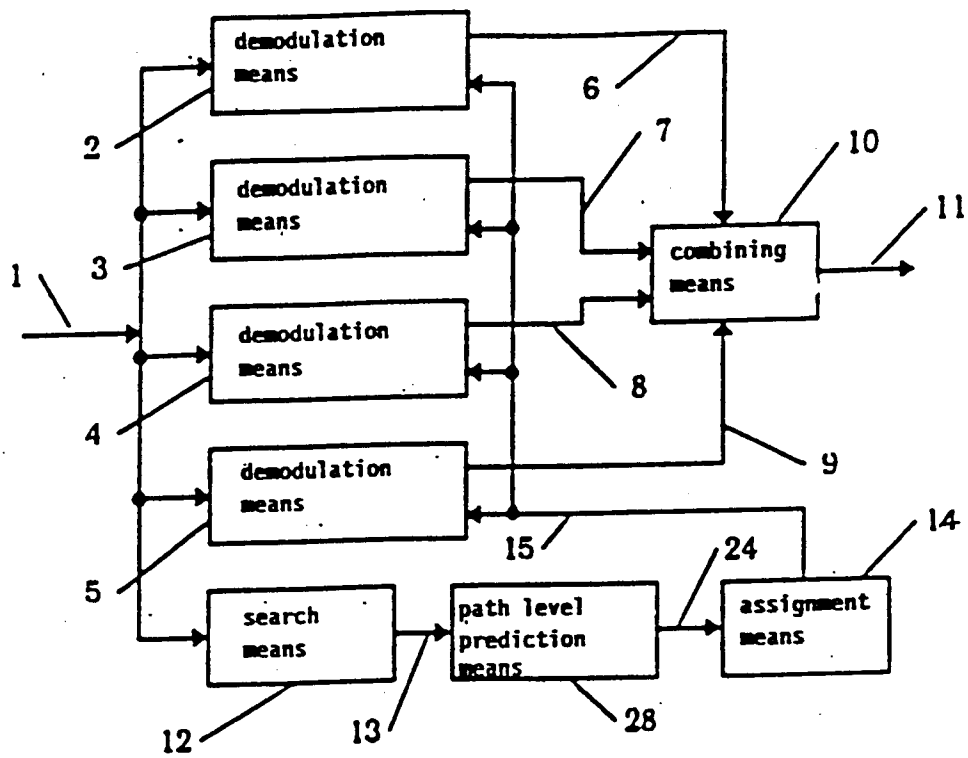 demodulation
means
6
2
7
10
demodulation
means
11
combining
means
3
1
demodulation
means
8
4
9
demodulation
means
15
24
14
5
search
means
path level
prediction
means
assignment
means
12
13
28